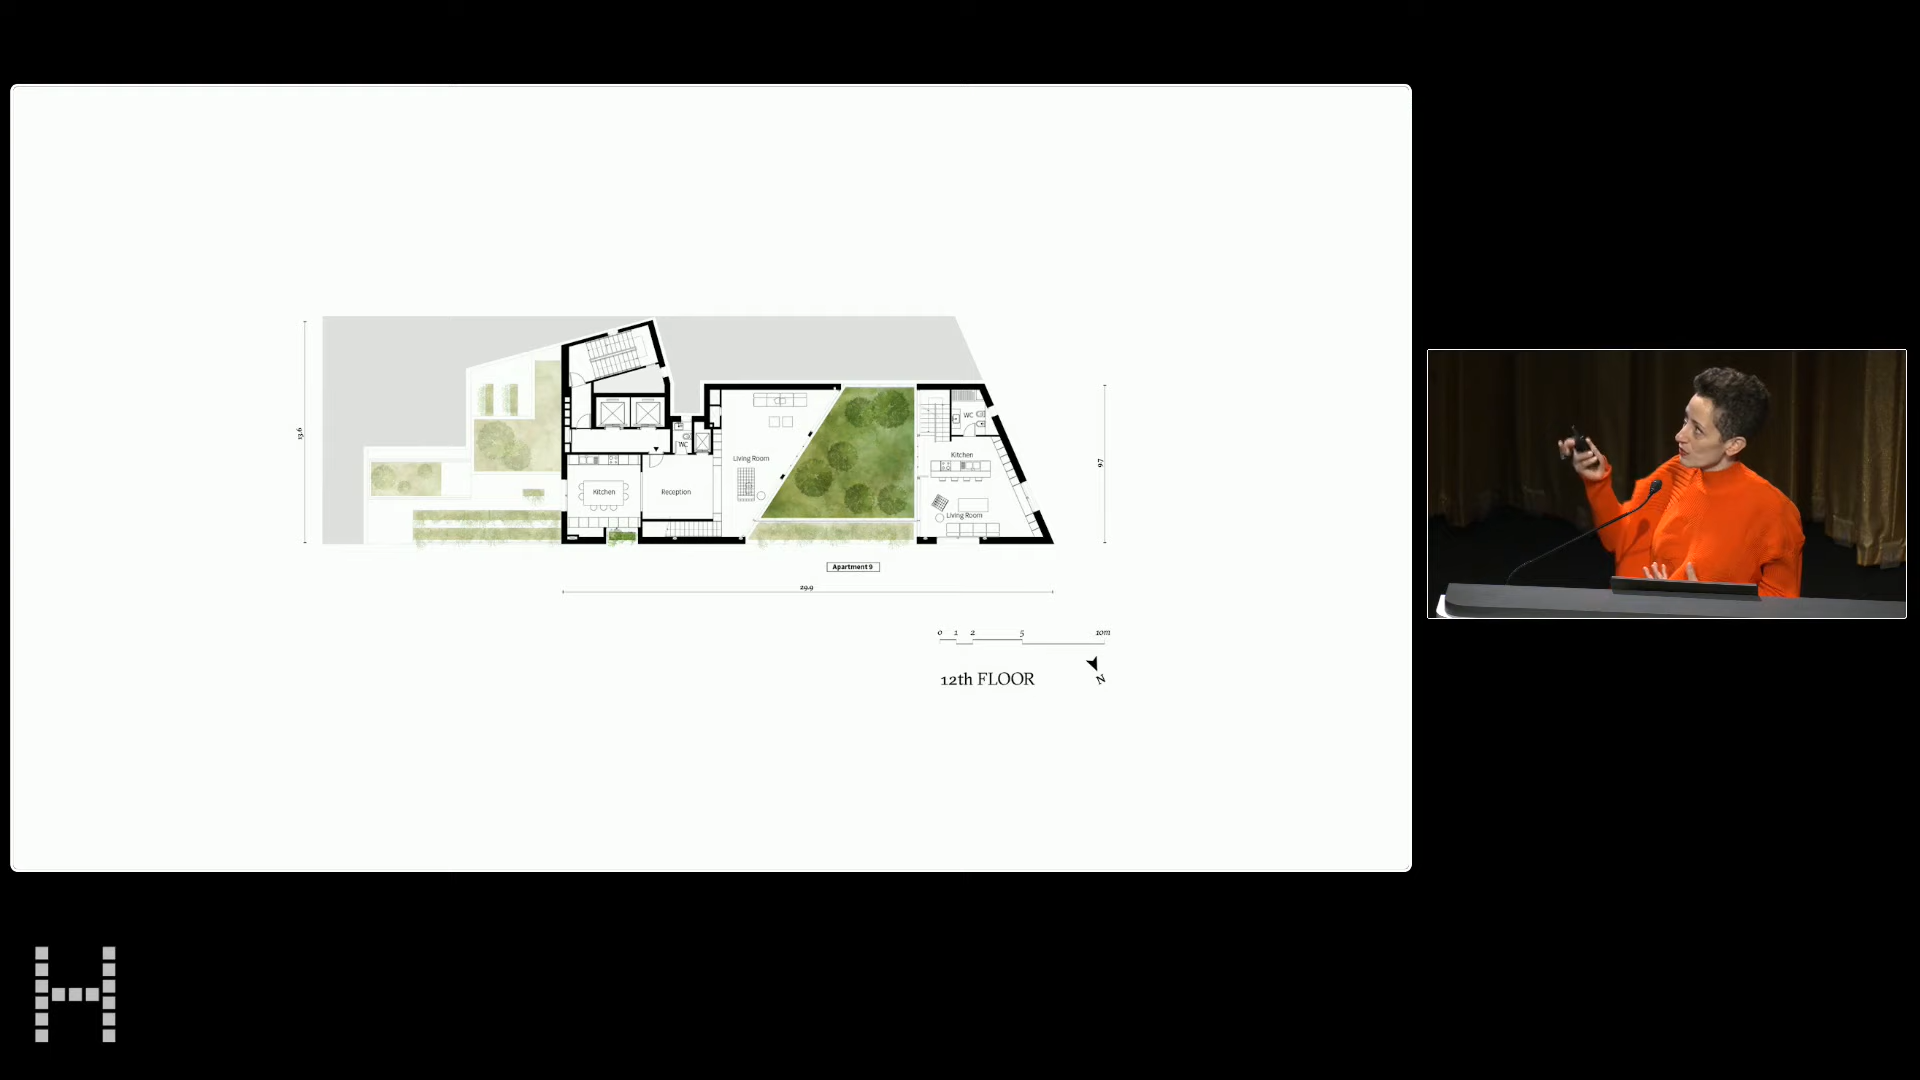 13.6
WC
WC
Living Room
Kitchen
Kitchen
Reception
Living Room
9.7
Apartment 9
29.9
0 1 2 5 10m
12th FLOOR
N
H